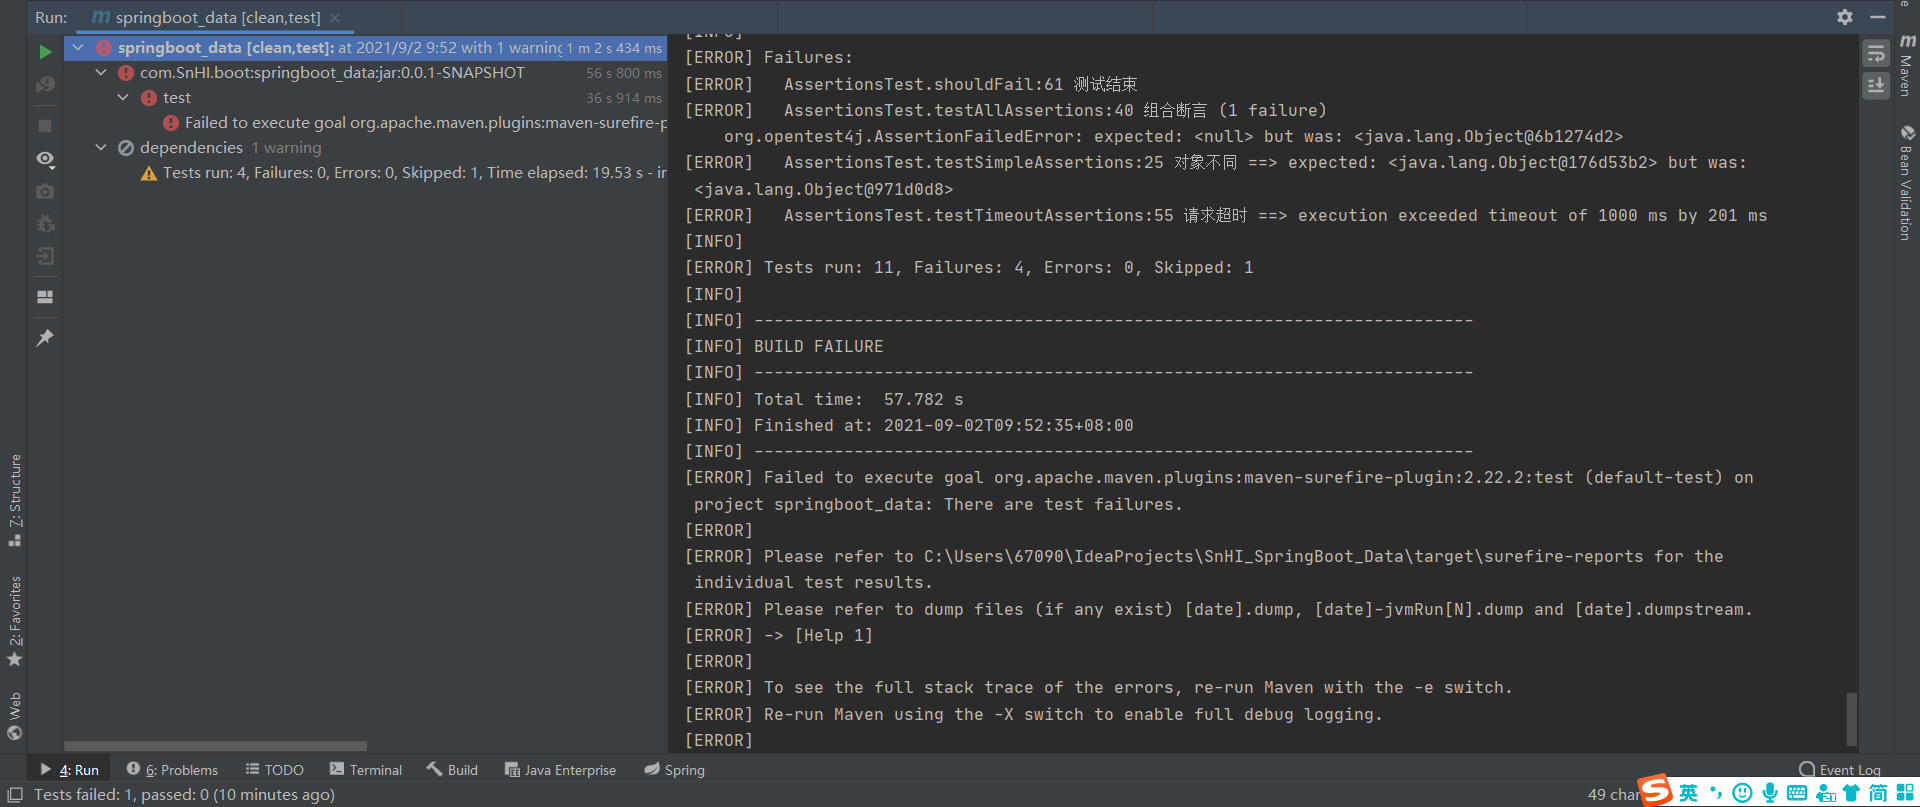 Run: springboot_data [clean,test]
springboot_data [clean,test]: at 2021/9/2 9:52 with 1 warning 1 m 2 s 434 ms
com.SnHI.boot:springboot_data:jar:0.0.1-SNAPSHOT 56 s 800 ms
test 36 s 914 ms
Failed to execute goal org.apache.maven.plugins:maven-surefire-p
dependencies 1 warning
Tests run: 4, Failures: 0, Errors: 0, Skipped: 1, Time elapsed: 19.53 s - ir
[INFO]
[ERROR] Failures:
[ERROR]   AssertionsTest.shouldFail:61 测试结束
[ERROR]   AssertionsTest.testAllAssertions:40 组合断言 (1 failure)
org.opentest4j.AssertionFailedError: expected: <null> but was: <java.lang.Object@6b1274d2>
[ERROR]   AssertionsTest.testSimpleAssertions:25 对象不同 ==> expected: <java.lang.Object@176d53b2> but was:
<java.lang.Object@971d0d8>
[ERROR]   AssertionsTest.testTimeoutAssertions:55 请求超时 ==> execution exceeded timeout of 1000 ms by 201 ms
[INFO]
[ERROR] Tests run: 11, Failures: 4, Errors: 0, Skipped: 1
[INFO]
[INFO] ------------------------------------------------------------------------
[INFO] BUILD FAILURE
[INFO] ------------------------------------------------------------------------
[INFO] Total time:  57.782 s
[INFO] Finished at: 2021-09-02T09:52:35+08:00
[INFO] ------------------------------------------------------------------------
[ERROR] Failed to execute goal org.apache.maven.plugins:maven-surefire-plugin:2.22.2:test (default-test) on
project springboot_data: There are test failures.
[ERROR]
[ERROR] Please refer to C:\Users\67090\IdeaProjects\SnHI_SpringBoot_Data\target\surefire-reports for the
individual test results.
[ERROR] Please refer to dump files (if any exist) [date].dump, [date]-jvmRun[N].dump and [date].dumpstream.
[ERROR] -> [Help 1]
[ERROR]
[ERROR] To see the full stack trace of the errors, re-run Maven with the -e switch.
[ERROR] Re-run Maven using the -X switch to enable full debug logging.
[ERROR]
7: Structure
2: Favorites
Web
e
m
Maven
Bean Validation
4: Run 6: Problems TODO Terminal Build Java Enterprise Spring Event Log
Tests failed: 1, passed: 0 (10 minutes ago) 49 char
S 英 简